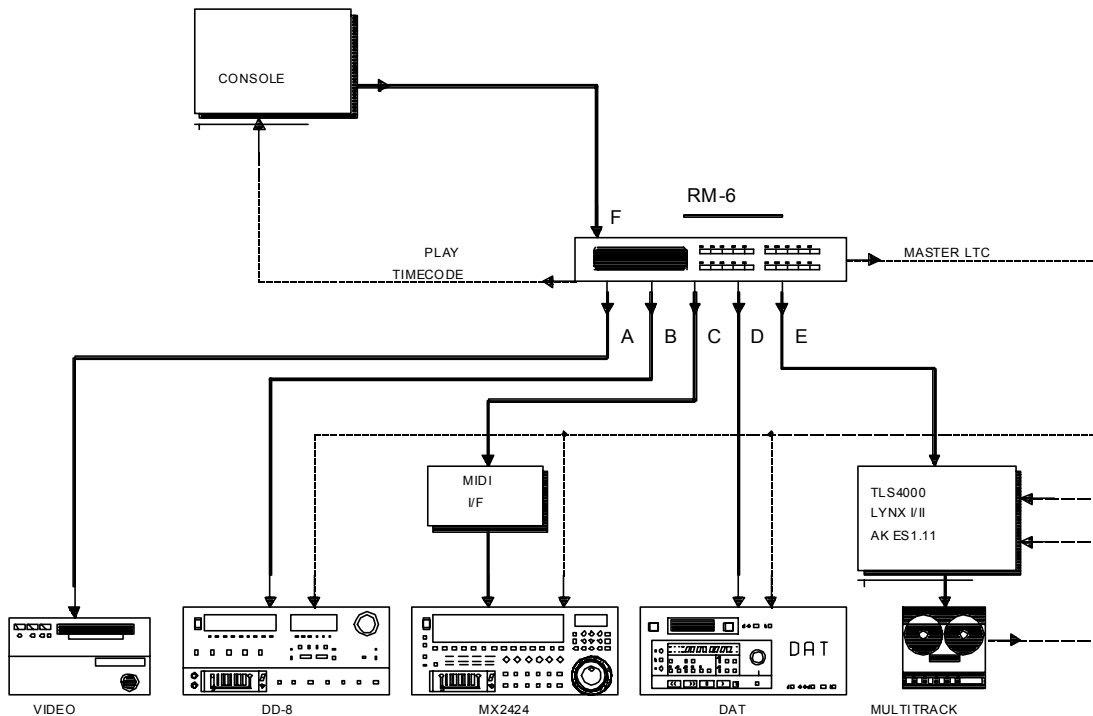 CONSOLE
RM-6
F
PLAY
TIMECODE
MASTER LTC
A B C D E
MIDI
I/F
TLS4000
LYNX I/II
AK ES1.11
DAT
VIDEO DD-8 MX2424 DAT MULTITRACK